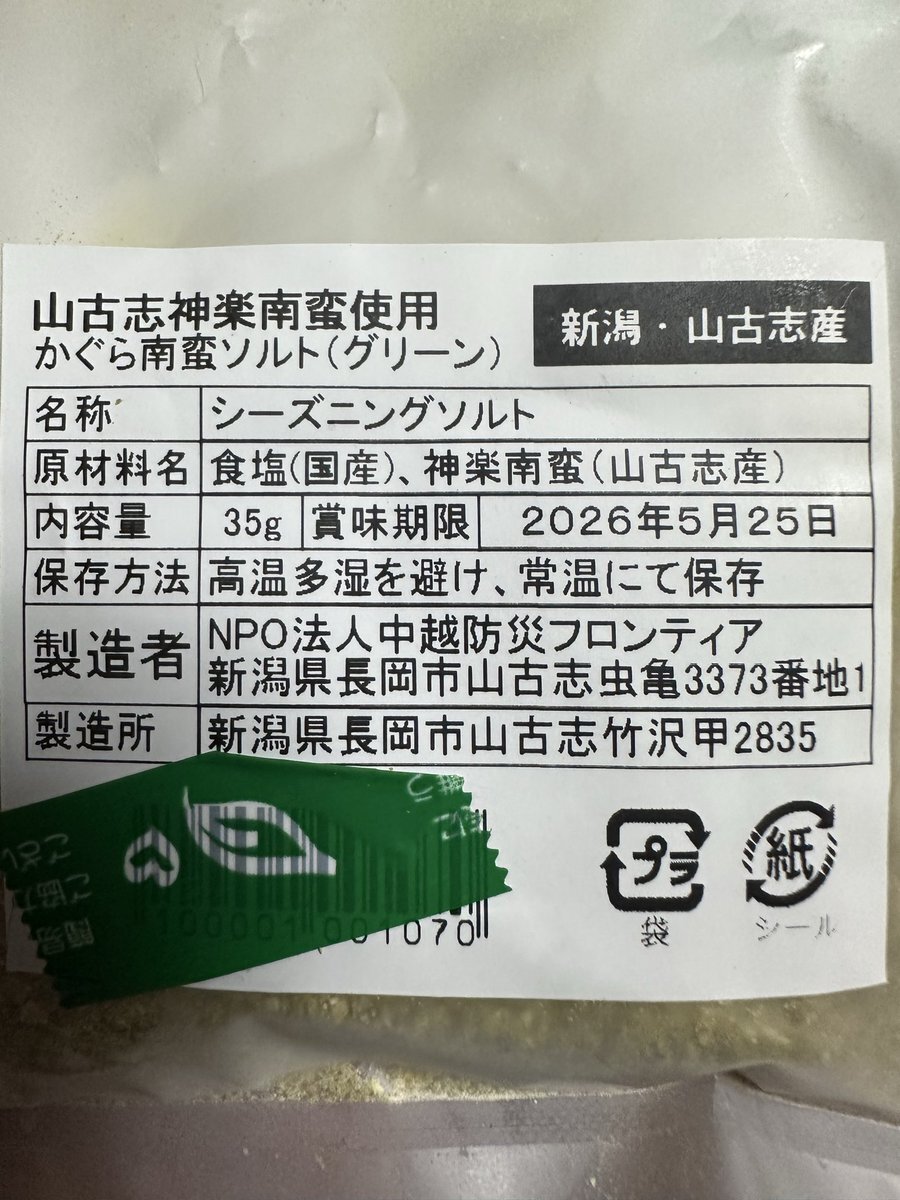 山古志神楽南蛮使用
かぐら南蛮ソルト(グリーン)
新潟・山古志産
名称 シーズニングソルト
原材料名 食塩(国産)、神楽南蛮(山古志産)
内容量 35g 賞味期限 2026年5月25日
保存方法 高温多湿を避け、常温にて保存
製造者 NPO法人中越防災フロンティア
新潟県長岡市山古志虫亀3373番地1
製造所 新潟県長岡市山古志竹沢甲2835
プラ
袋
紙
シール
001070